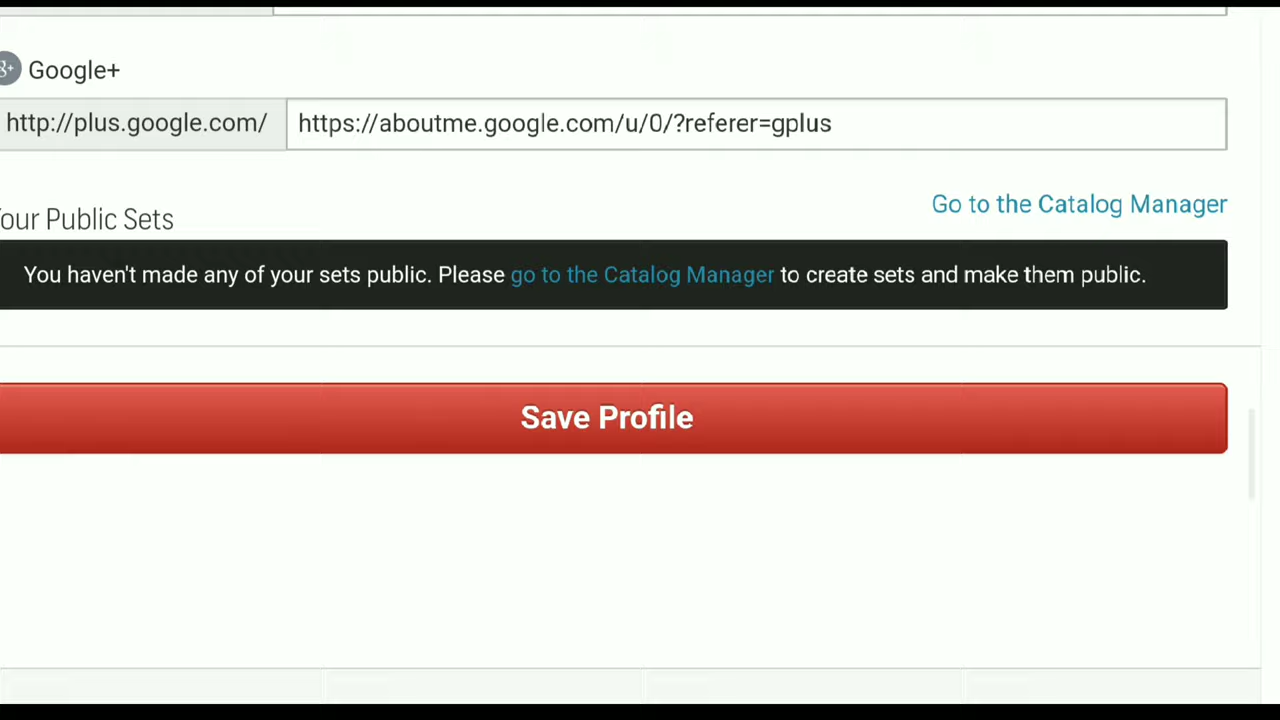 Google+
http://plus.google.com/ https://aboutme.google.com/u/0/?referer=gplus
Go to the Catalog Manager
our Public Sets
You haven't made any of your sets public. Please go to the Catalog Manager to create sets and make them public.
Save Profile